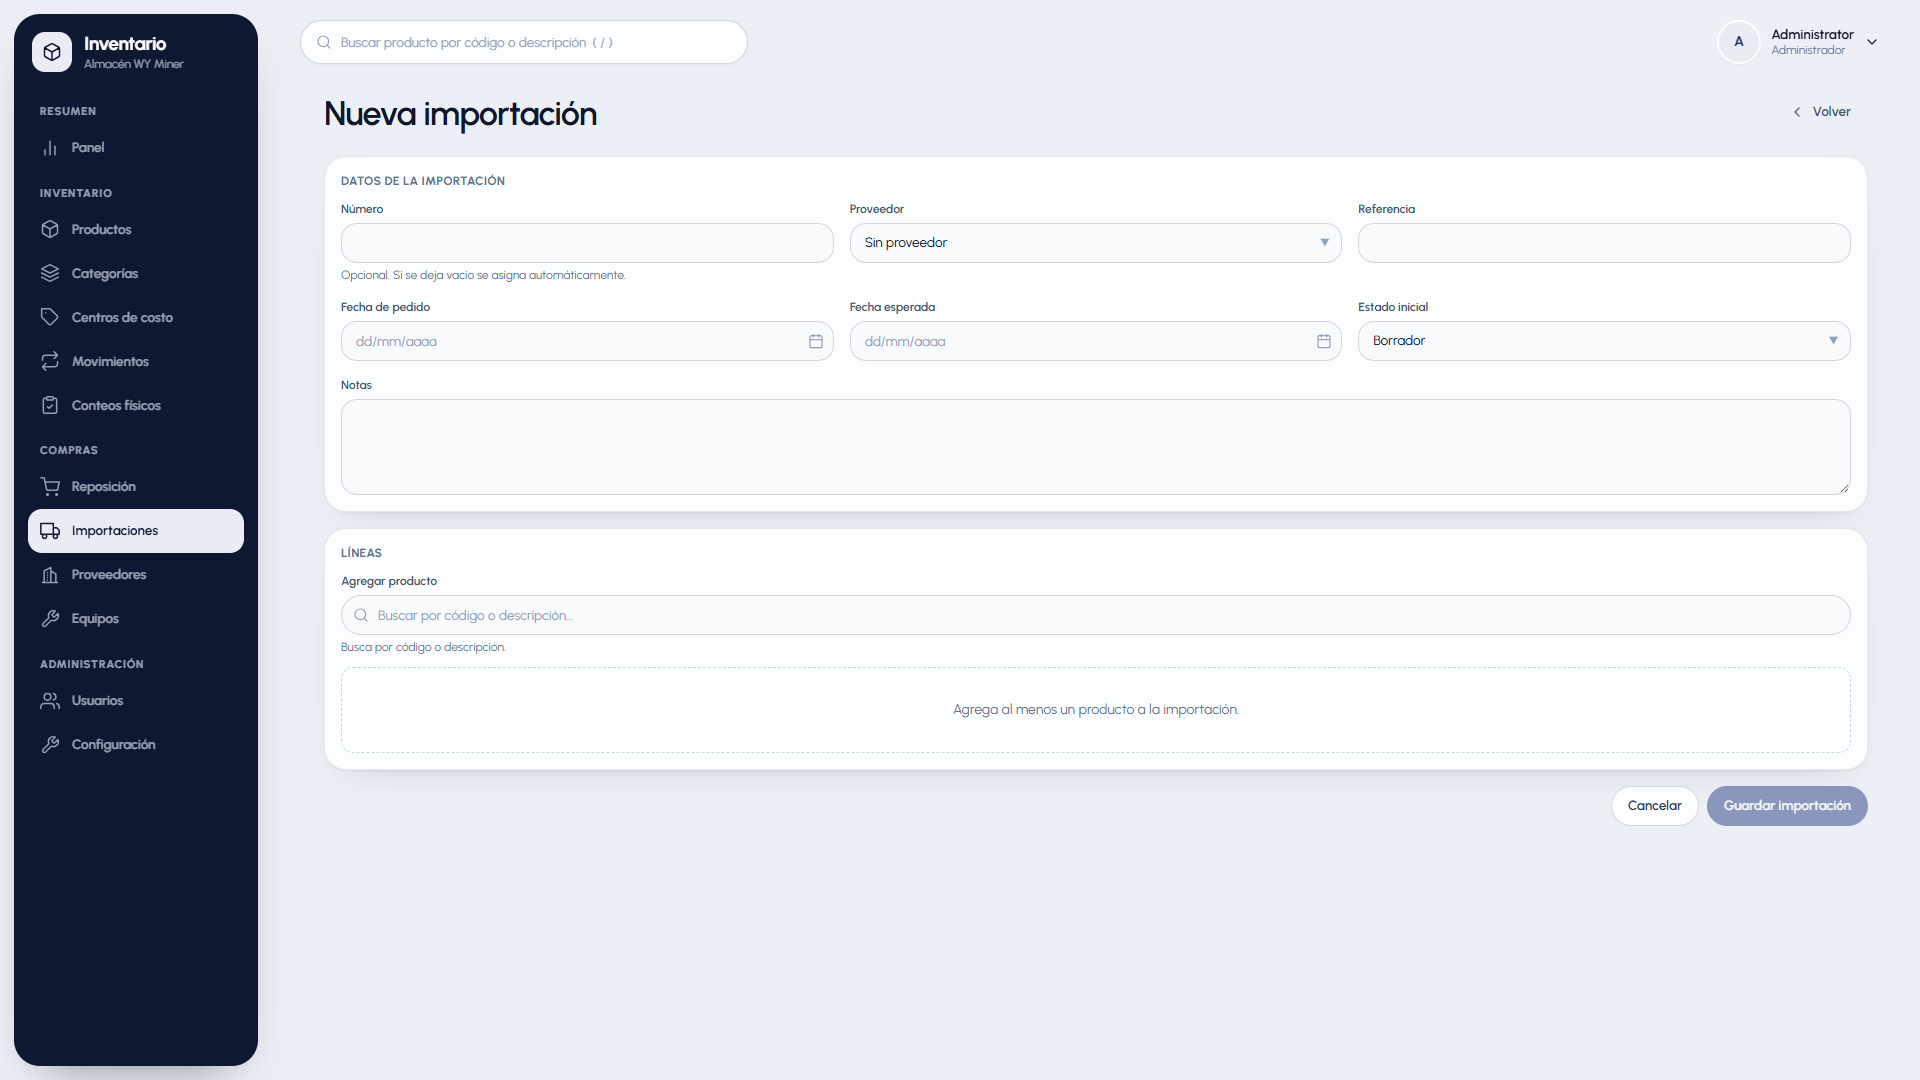 Inventario
Almacén WY Miner
RESUMEN
Panel
INVENTARIO
Productos
Categorías
Centros de costo
Movimientos
Conteos físicos
COMPRAS
Reposición
Importaciones
Proveedores
Equipos
ADMINISTRACIÓN
Usuarios
Configuración
Buscar producto por código o descripción ( / )
A
Administrator
Administrador
Nueva importación
Volver
DATOS DE LA IMPORTACIÓN
Número
Opcional. Si se deja vacío se asigna automáticamente.
Proveedor
Sin proveedor
Referencia
Fecha de pedido
dd/mm/aaaa
Fecha esperada
dd/mm/aaaa
Estado inicial
Borrador
Notas
LÍNEAS
Agregar producto
Buscar por código o descripción...
Busca por código o descripción.
Agrega al menos un producto a la importación.
Cancelar
Guardar importación